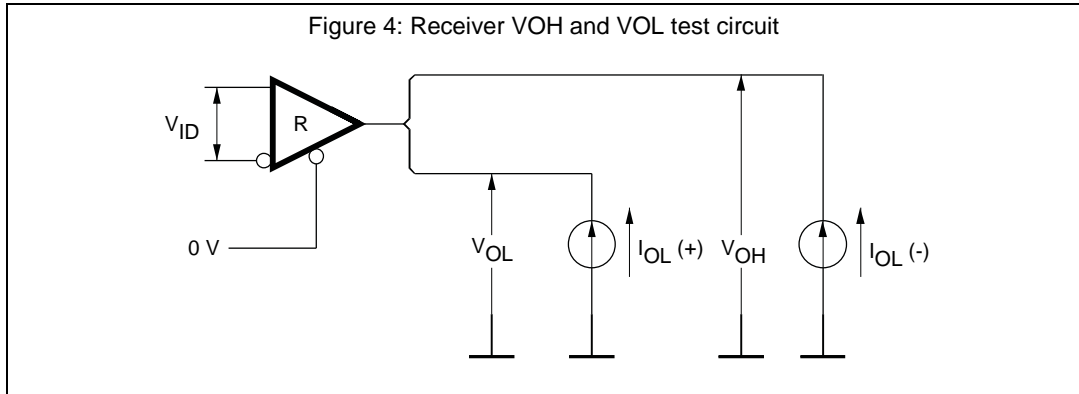 Figure 4: Receiver VOH and VOL test circuit
VID
R
0 V
VOL
IOL (+)
VOH
IOL (-)